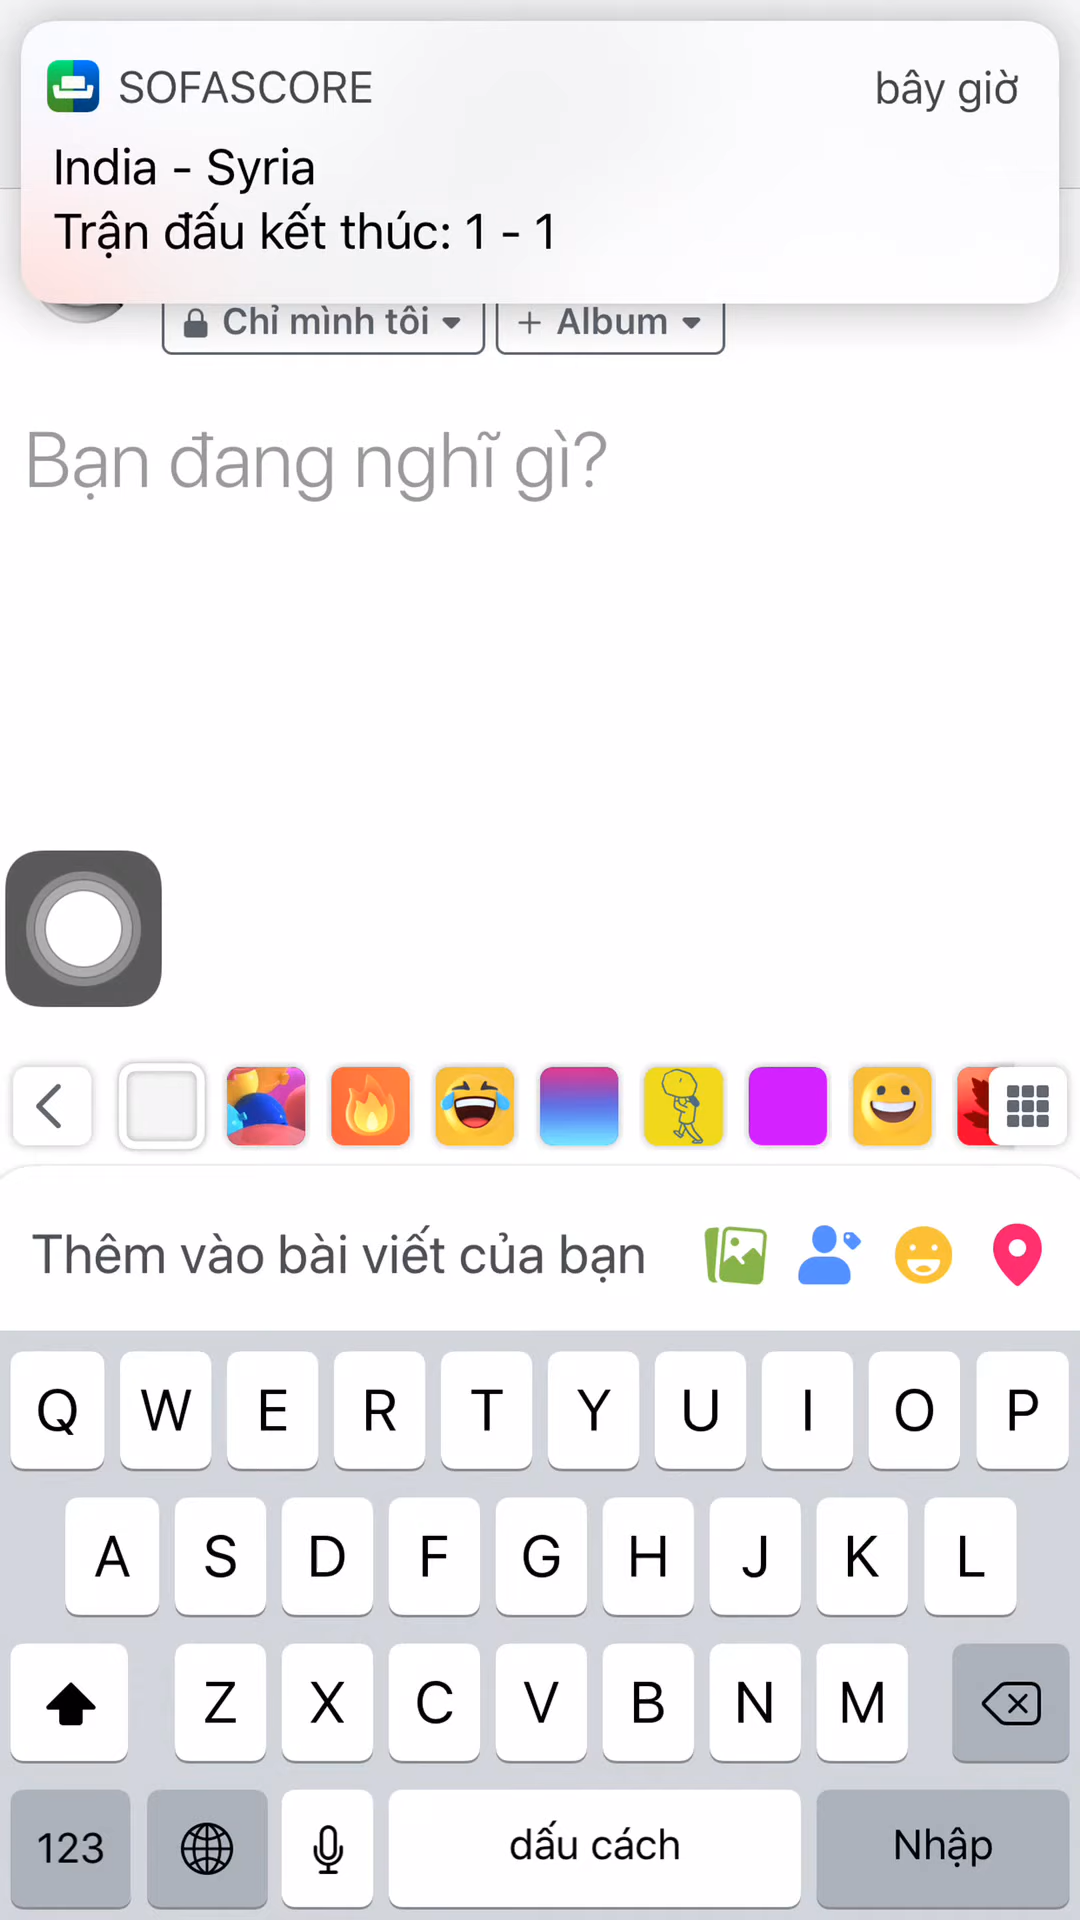 SOFASCORE
bây giờ
India - Syria
Trận đấu kết thúc: 1 - 1
Chỉ mình tôi
+ Album
Bạn đang nghĩ gì?
Thêm vào bài viết của bạn
Q W E R T Y U I O P
A S D F G H J K L
Z X C V B N M
123
dấu cách
Nhập